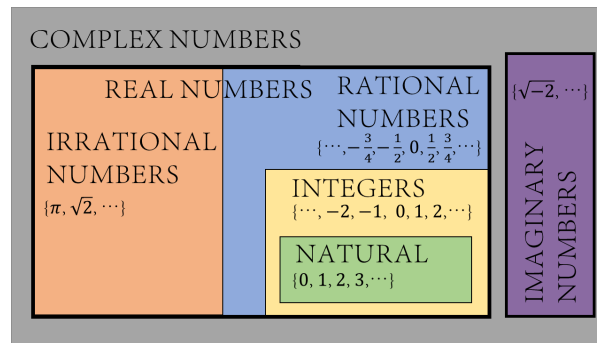 COMPLEX NUMBERS
REAL NUMBERS
RATIONAL
NUMBERS
{⋯,-3/4,-1/2,0,1/2,3/4,⋯}
IRRATIONAL
NUMBERS
{π,√2,⋯}
INTEGERS
{⋯,-2,-1, 0,1,2,⋯}
NATURAL
{0,1,2,3,⋯}
{√-2,⋯}
IMAGINARY
NUMBERS